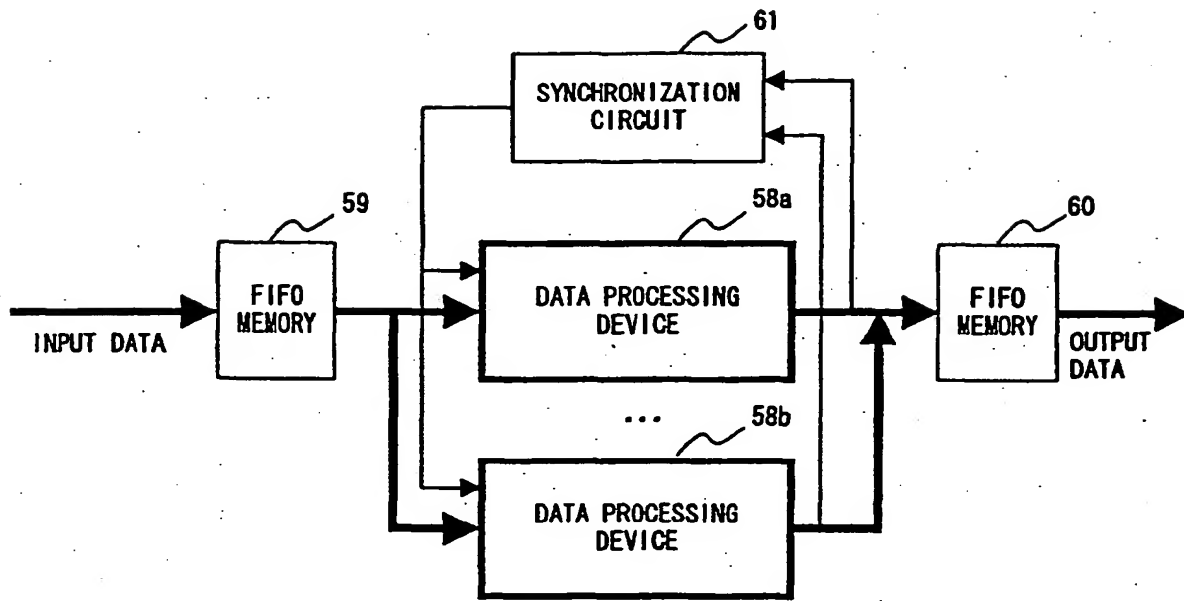 61
SYNCHRONIZATION
CIRCUIT
59
58a
60
FIFO
MEMORY
DATA PROCESSING
DEVICE
FIFO
MEMORY
INPUT DATA
OUTPUT
DATA
...
58b
DATA PROCESSING
DEVICE